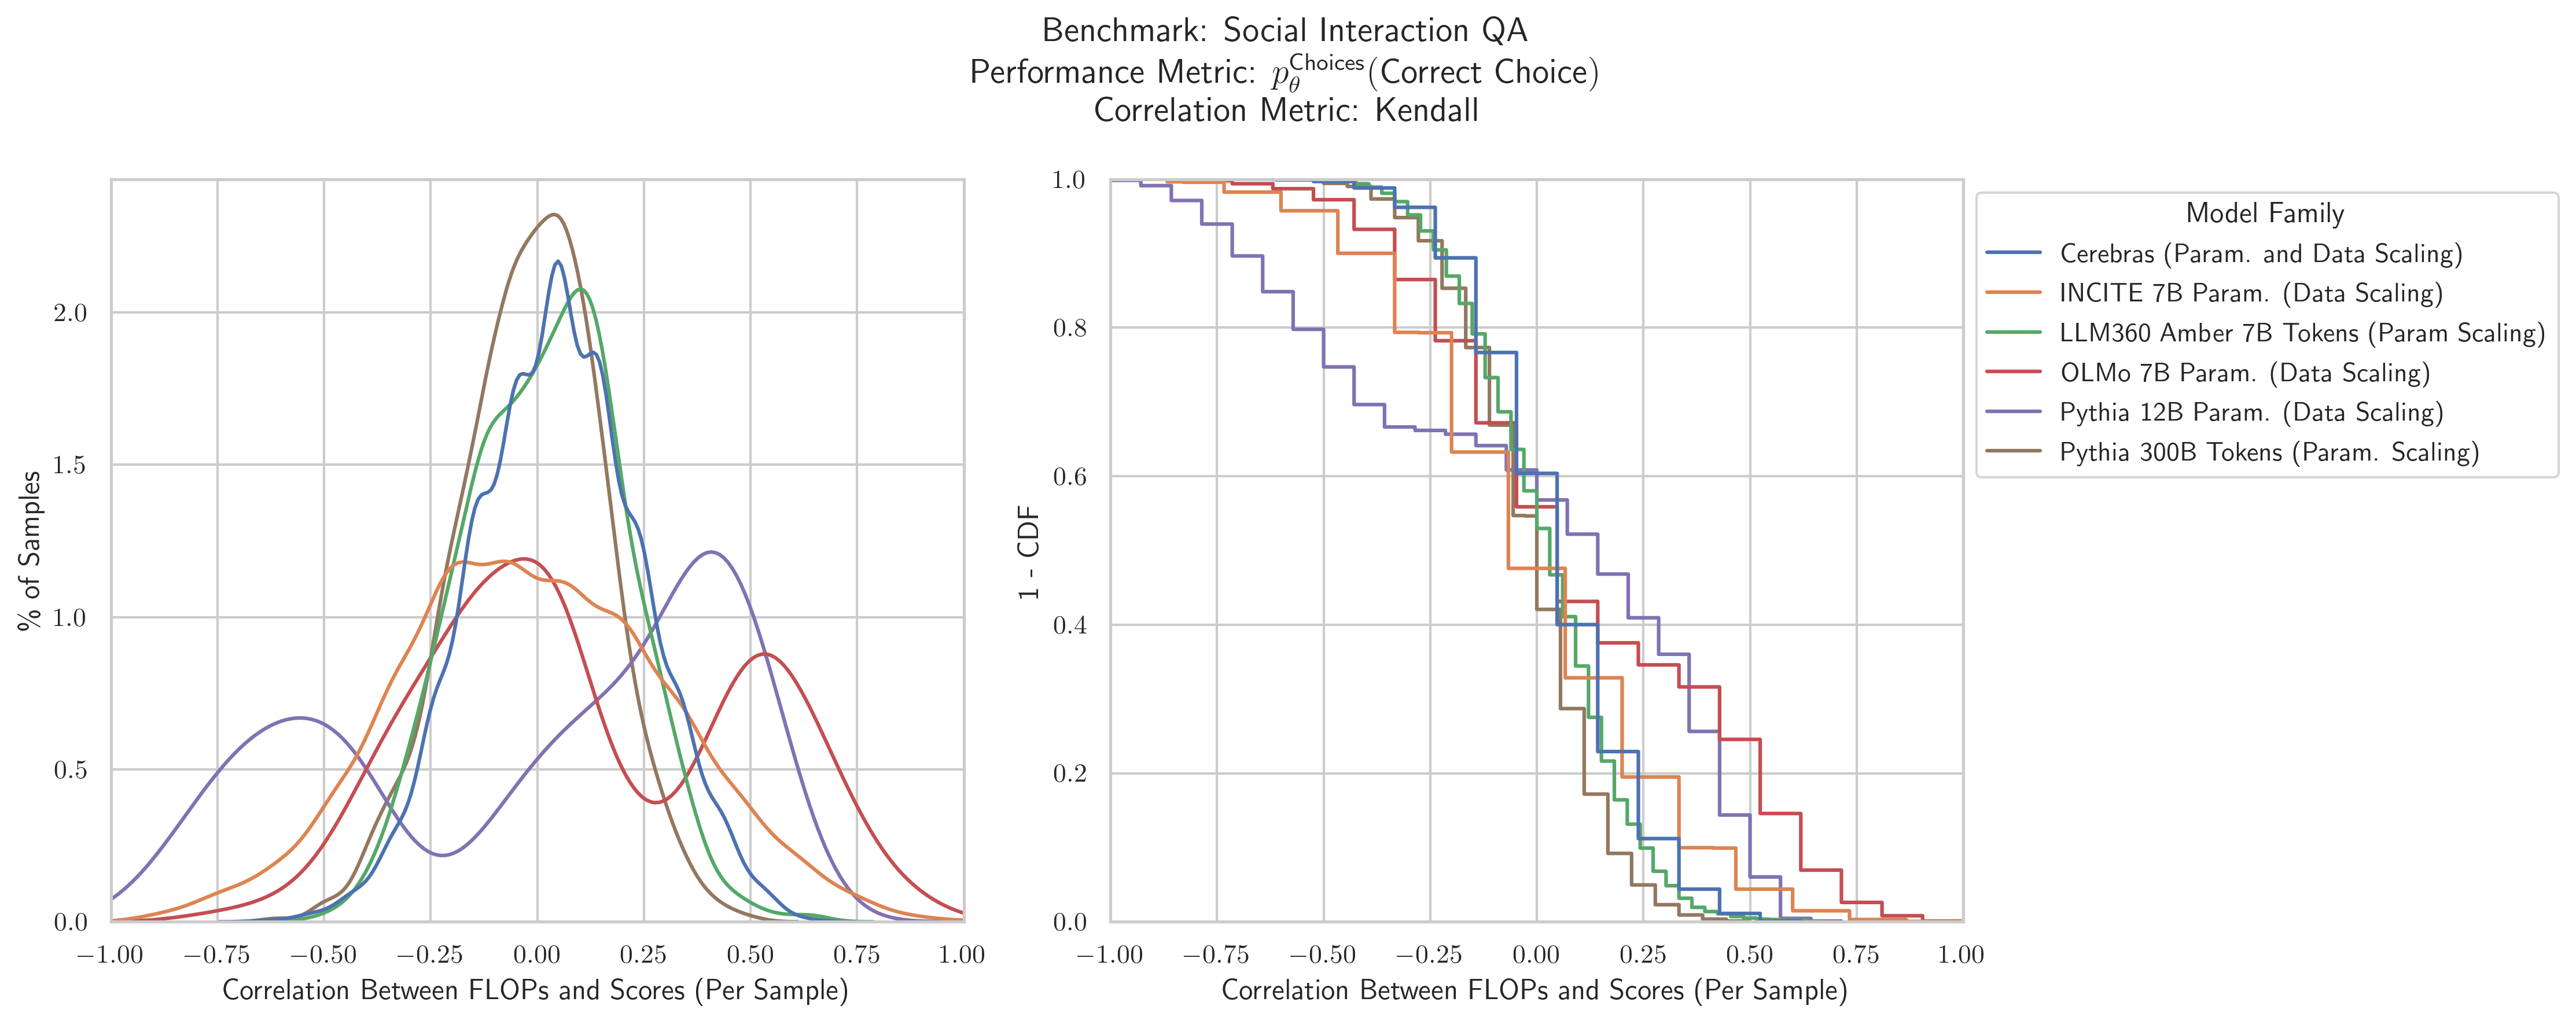 Benchmark: Social Interaction QA
Performance Metric: $p_{\theta}^{\text{Choices}}$(Correct Choice)
Correlation Metric: Kendall
% of Samples
2.0
1.5
1.0
0.5
0.0
−1.00 −0.75 −0.50 −0.25 0.00 0.25 0.50 0.75 1.00
Correlation Between FLOPs and Scores (Per Sample)
1 - CDF
1.0
0.8
0.6
0.4
0.2
0.0
−1.00 −0.75 −0.50 −0.25 0.00 0.25 0.50 0.75 1.00
Correlation Between FLOPs and Scores (Per Sample)
Model Family
Cerebras (Param. and Data Scaling)
INCITE 7B Param. (Data Scaling)
LLM360 Amber 7B Tokens (Param Scaling)
OLMo 7B Param. (Data Scaling)
Pythia 12B Param. (Data Scaling)
Pythia 300B Tokens (Param. Scaling)